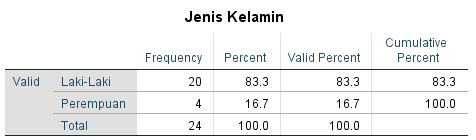 Jenis Kelamin
Frequency Percent Valid Percent Cumulative Percent
Valid Laki-Laki 20 83.3 83.3 83.3
Perempuan 4 16.7 16.7 100.0
Total 24 100.0 100.0